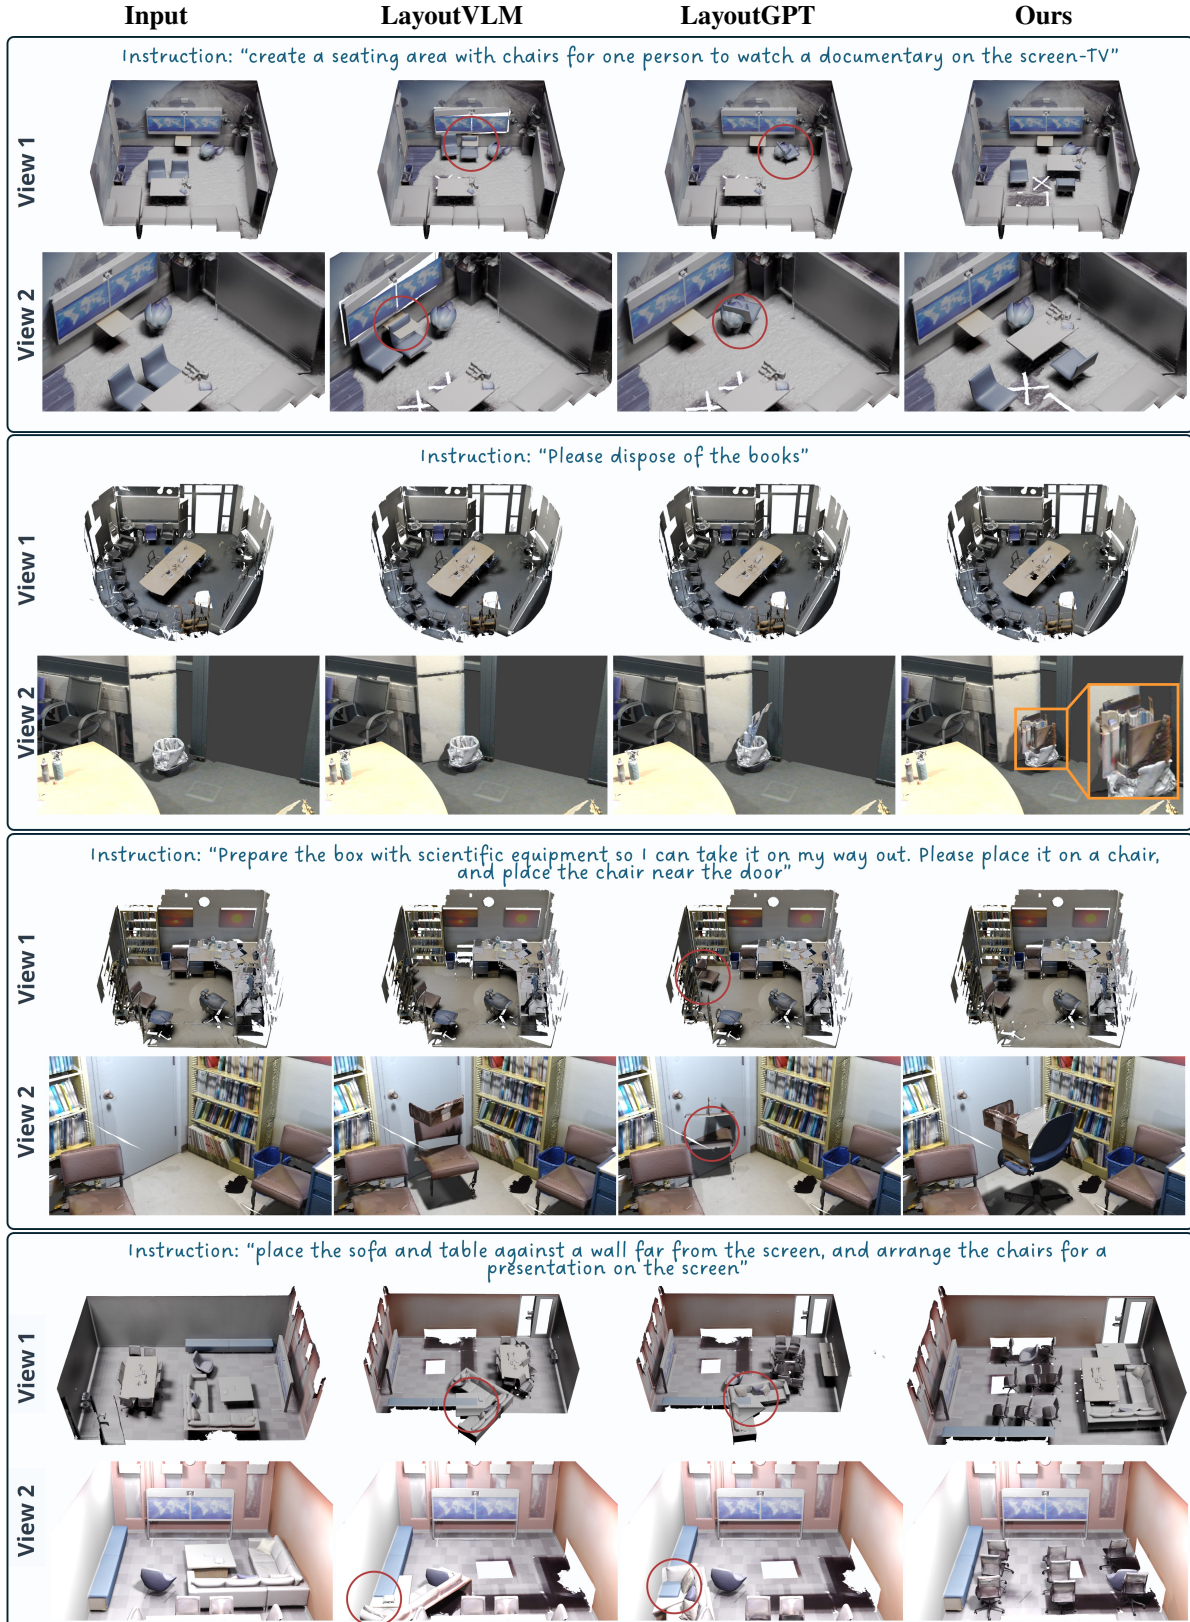 Input LayoutVLM LayoutGPT Ours
Instruction: “create a seating area with chairs for one person to watch a documentary on the screen-TV”
View 1
View 2
Instruction: “Please dispose of the books”
View 1
View 2
Instruction: “Prepare the box with scientific equipment so I can take it on my way out. Please place it on a chair,
and place the chair near the door”
View 1
View 2
Instruction: “place the sofa and table against a wall far from the screen, and arrange the chairs for a
presentation on the screen”
View 1
View 2